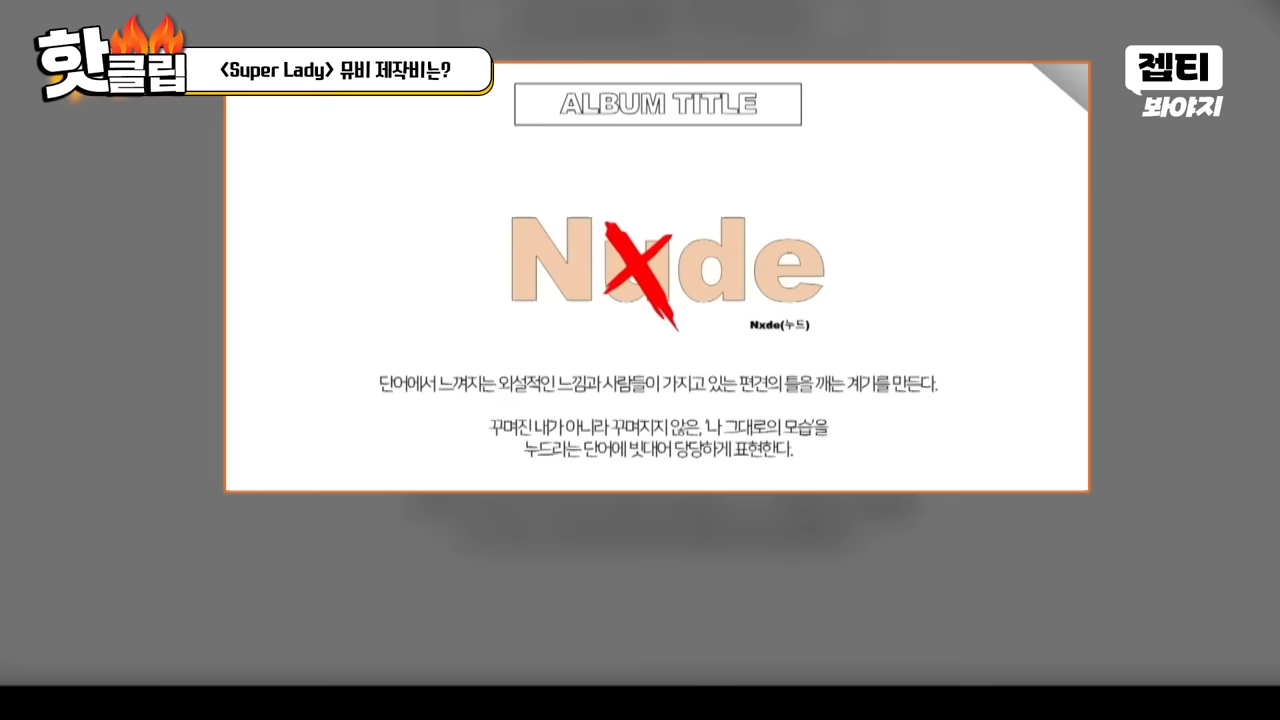 핫클립
<Super Lady> 뮤비 제작비는?
젭티
봐야지
ALBUM TITLE
Nude
Nxde(누드)
단어에서 느껴지는 외설적인 느낌과 사람들이 가지고 있는 편견의 틀을 깨는 계기를 만든다.
꾸며진 내가 아니라 꾸며지지 않은, '나 그대로의 모습'을
누드라는 단어에 빗대어 당당하게 표현한다.